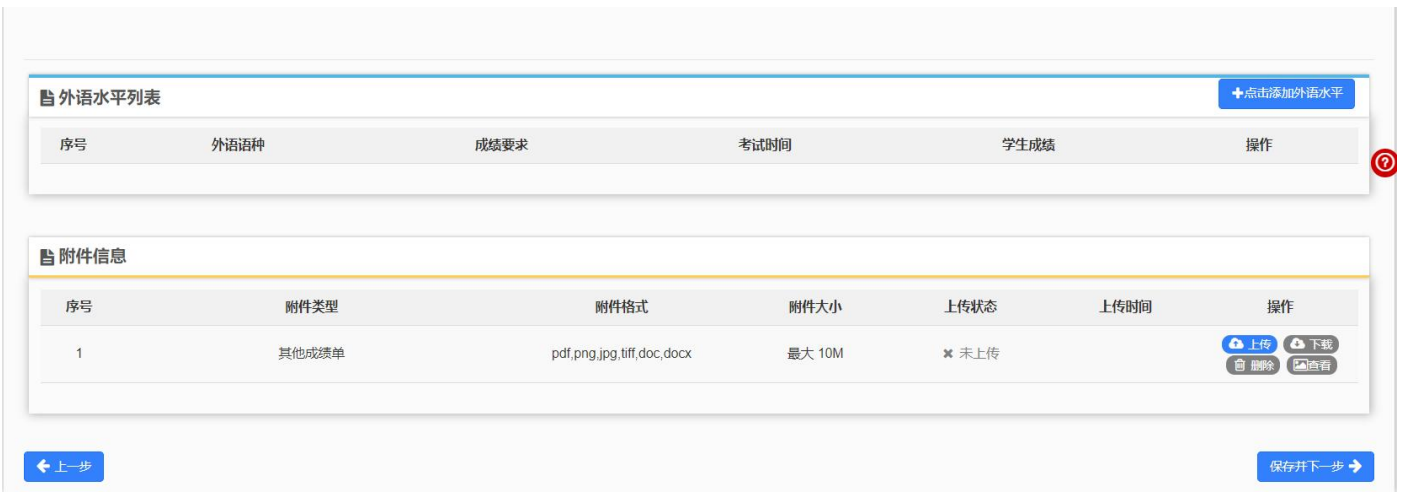 外语水平列表
+点击添加外语水平
序号 外语语种 成绩要求 考试时间 学生成绩 操作
附件信息
序号 附件类型 附件格式 附件大小 上传状态 上传时间 操作
1 其他成绩单 pdf,png,jpg,tiff,doc,docx 最大 10M ✖ 未上传 上传 下载
删除 查看
上一步 保存并下一步